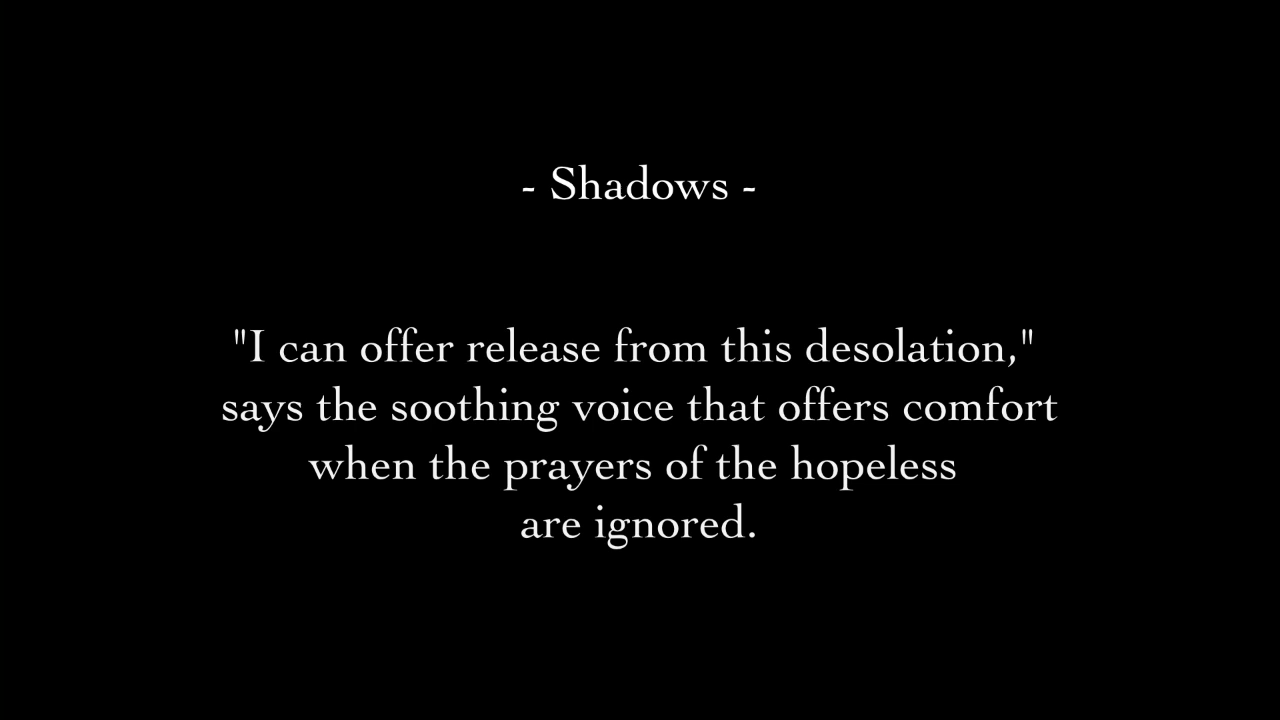 - Shadows -
"I can offer release from this desolation,"
says the soothing voice that offers comfort
when the prayers of the hopeless
are ignored.